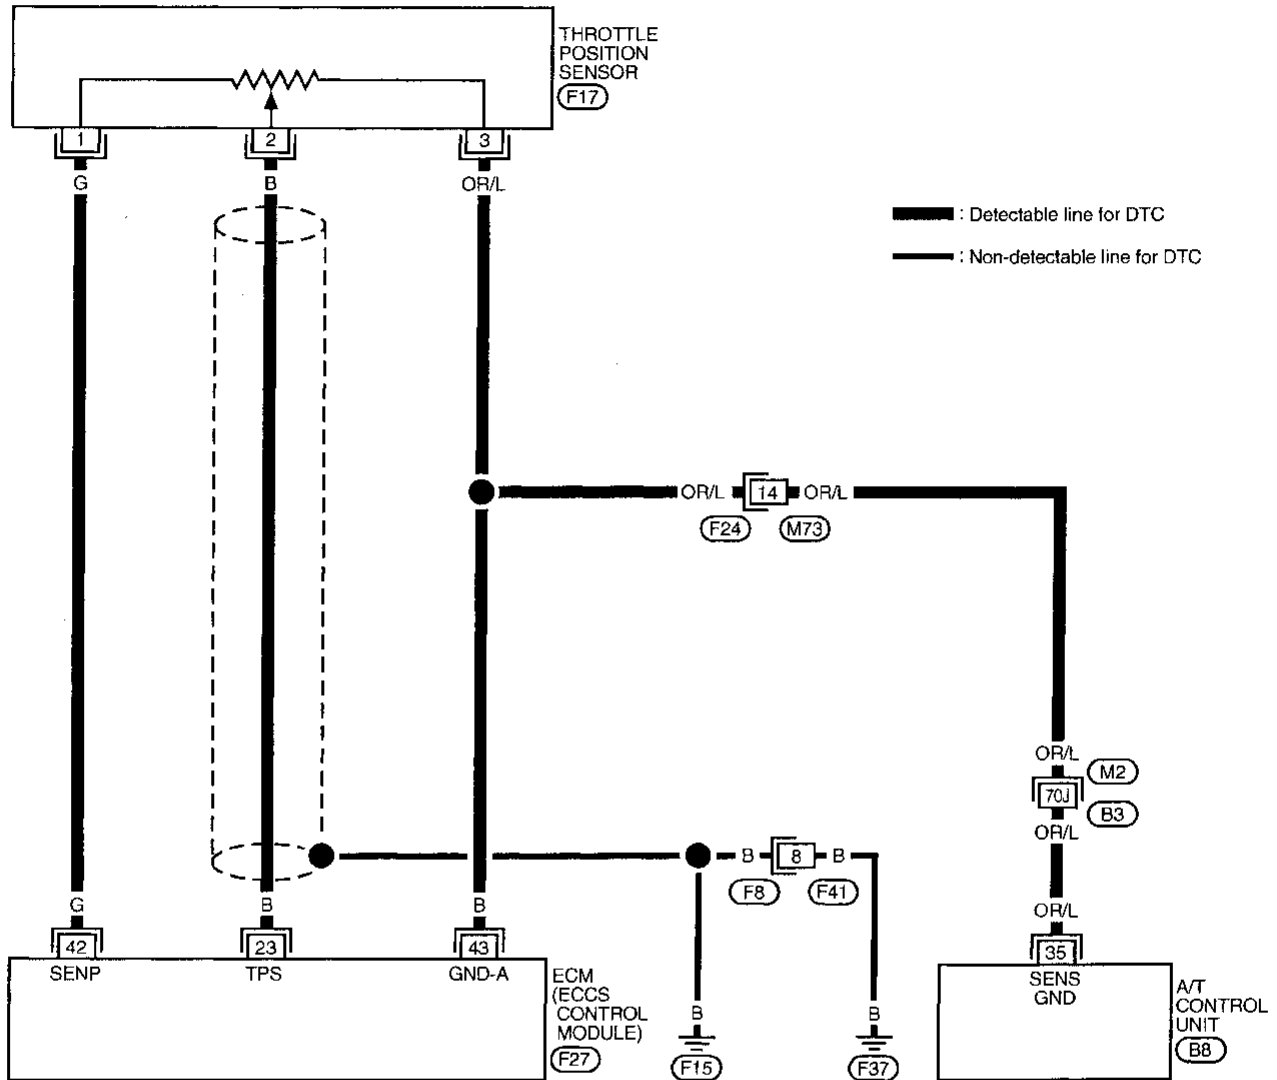 THROTTLE
POSITION
SENSOR
F17
1
2
3
G
B
OR/L
: Detectable line for DTC
: Non-detectable line for DTC
OR/L
14
OR/L
F24
M73
OR/L
M2
70J
B3
OR/L
B
8
B
F8
F41
G
B
B
OR/L
42
23
43
35
SENP
TPS
GND-A
ECM
(ECCS
CONTROL
MODULE)
F27
SENS
GND
A/T
CONTROL
UNIT
B8
B
B
F15
F37